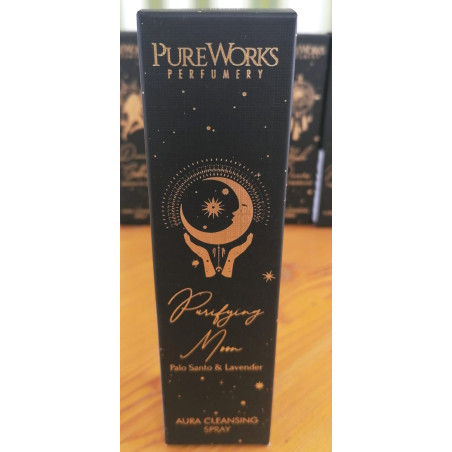 PUREWORKS
PERFUMERY
Purifying
Moon
Palo Santo & Lavender
AURA CLEANSING
SPRAY